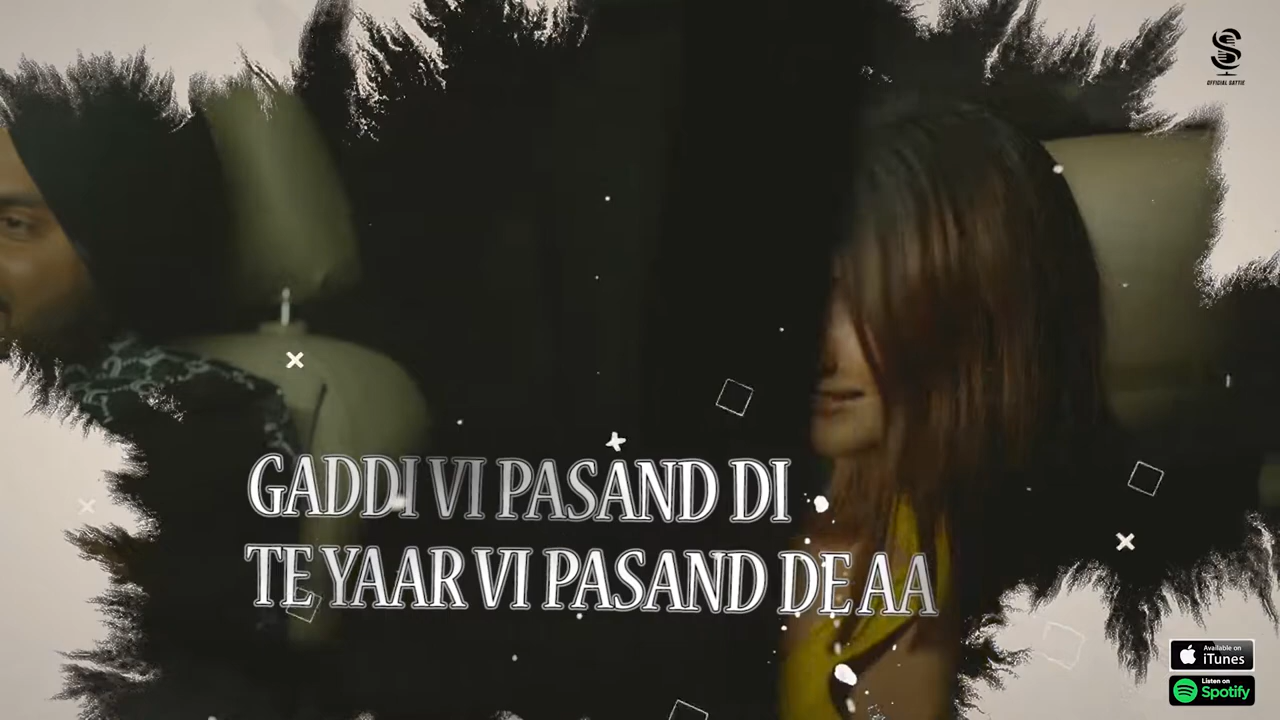 S
OFFICIAL SATTIE
GADDI VI PASAND DI
TE YAAR VI PASAND DE AA
Available on
iTunes
Listen on
Spotify